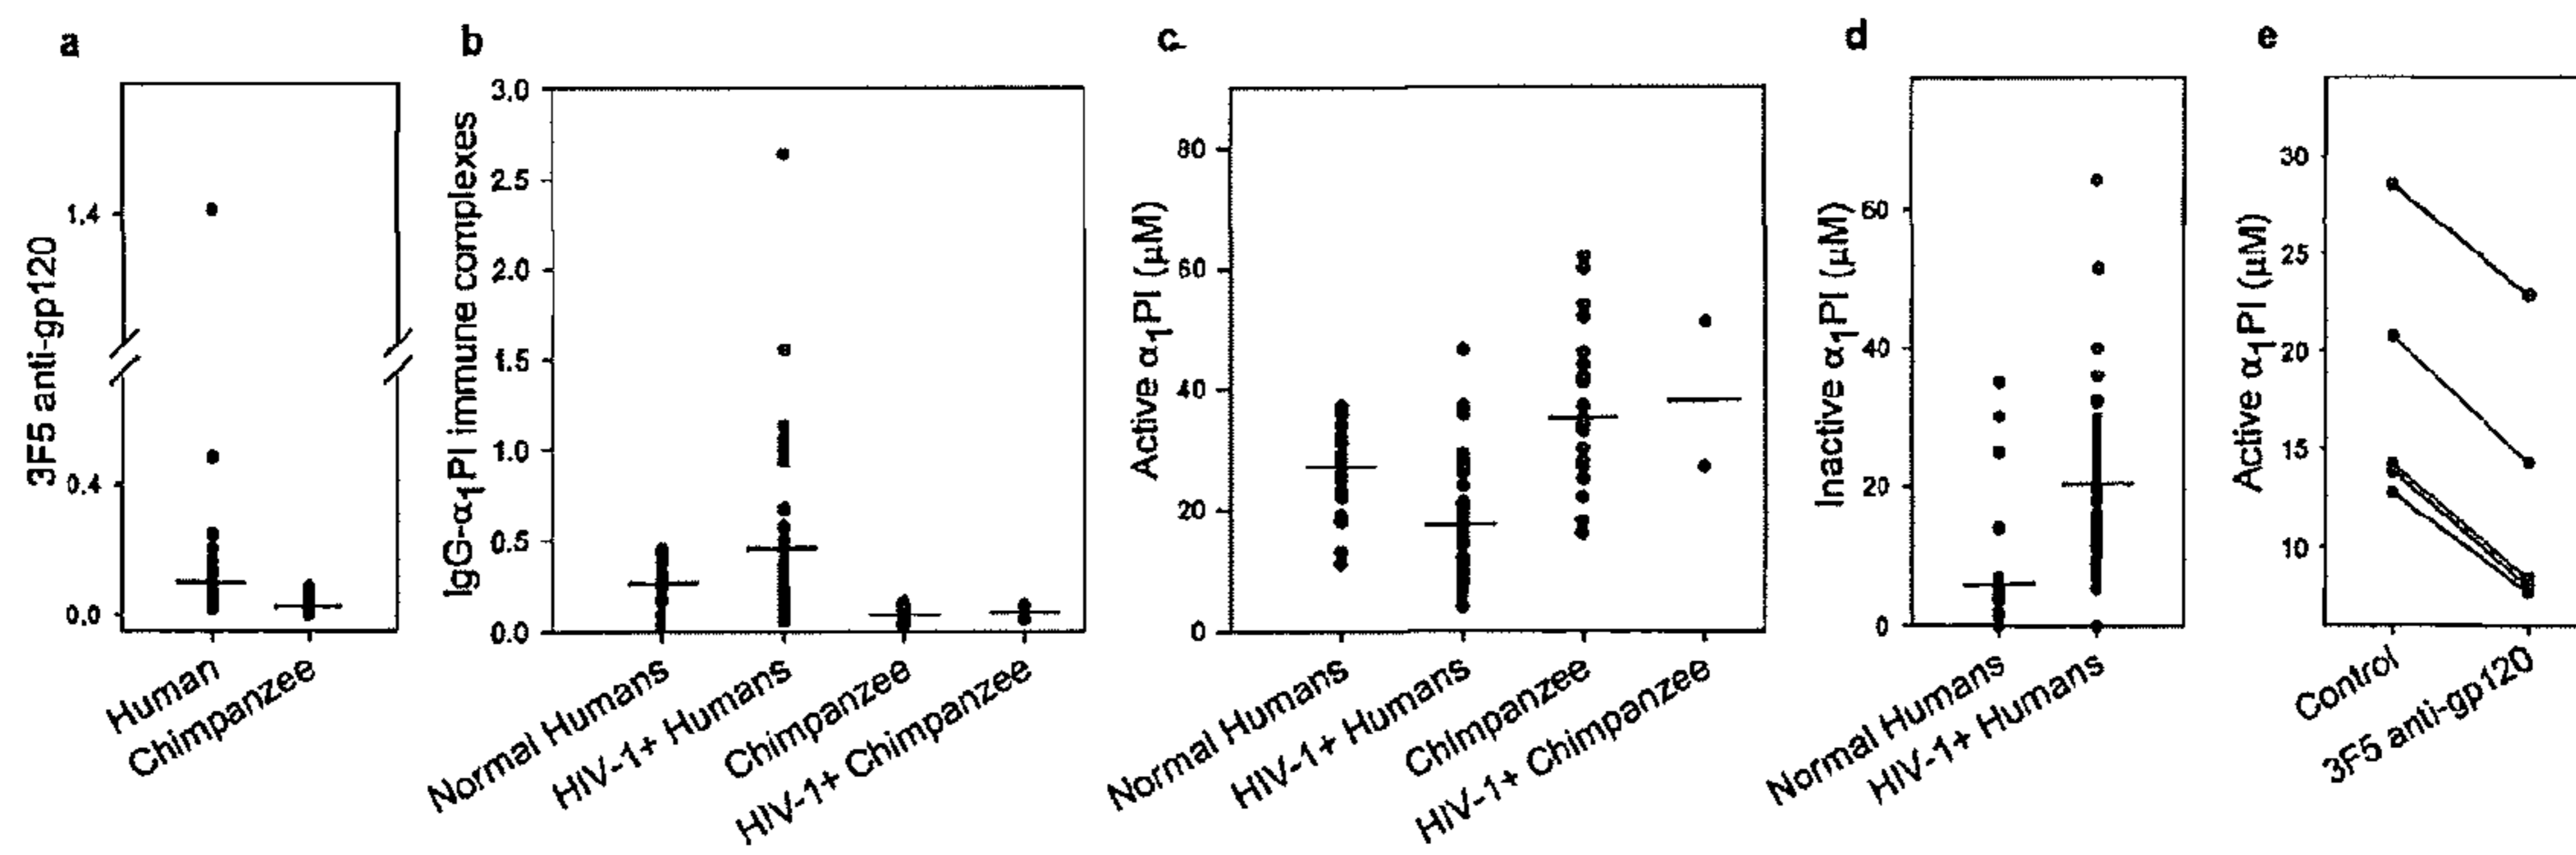 a
3F5 anti-gp120
1.4
0.4
0.0
Human
Chimpanzee
b
IgG-α1PI immune complexes
3.0
2.5
2.0
1.5
1.0
0.5
0.0
Normal Humans
HIV-1+ Humans
Chimpanzee
HIV-1+ Chimpanzee
c
Active α1PI (µM)
80
60
40
20
0
Normal Humans
HIV-1+ Humans
Chimpanzee
HIV-1+ Chimpanzee
d
Inactive α1PI (µM)
60
40
20
0
Normal Humans
HIV-1+ Humans
e
Active α1PI (µM)
30
25
20
15
10
Control
3F5 anti-gp120